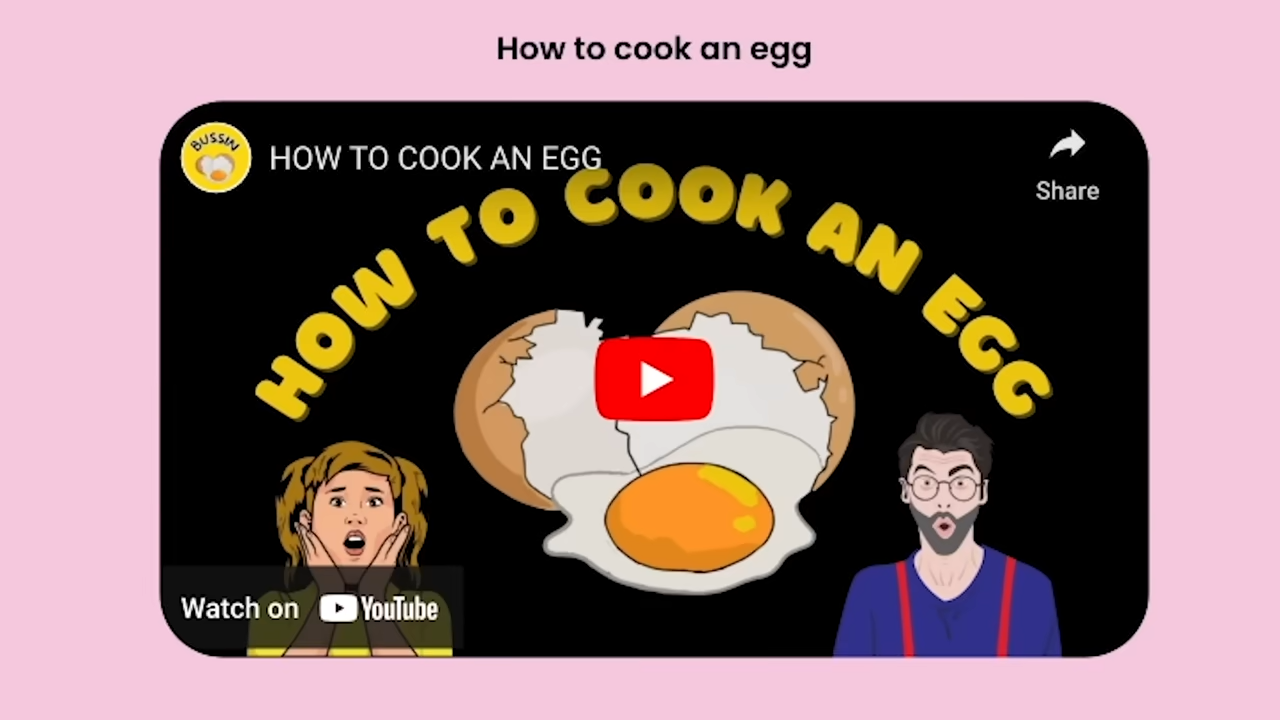 How to cook an egg
BUSSIN
HOW TO COOK AN EGG
Share
HOW TO COOK AN EGG
Watch on YouTube